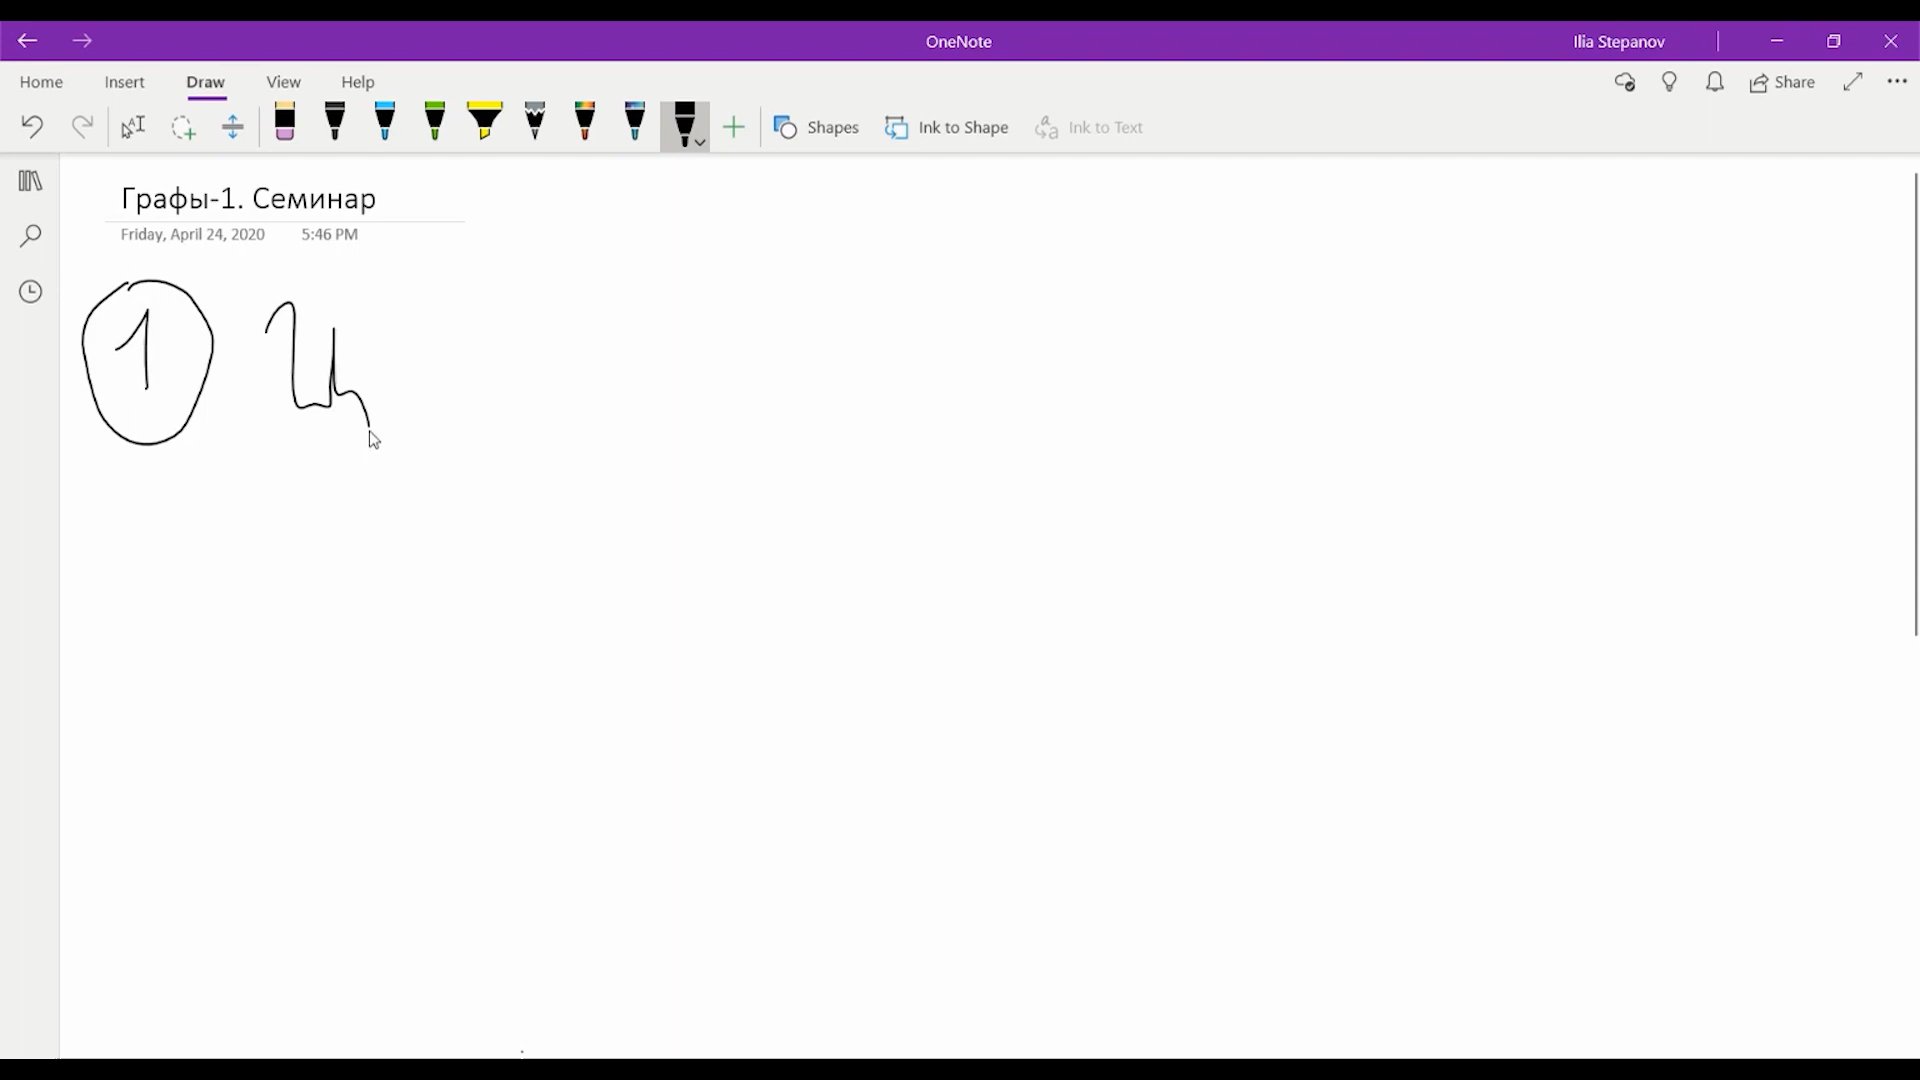 OneNote
Ilia Stepanov
Home Insert Draw View Help
Share
Shapes Ink to Shape Ink to Text
Графы-1. Семинар
Friday, April 24, 2020 5:46 PM
1 Ц